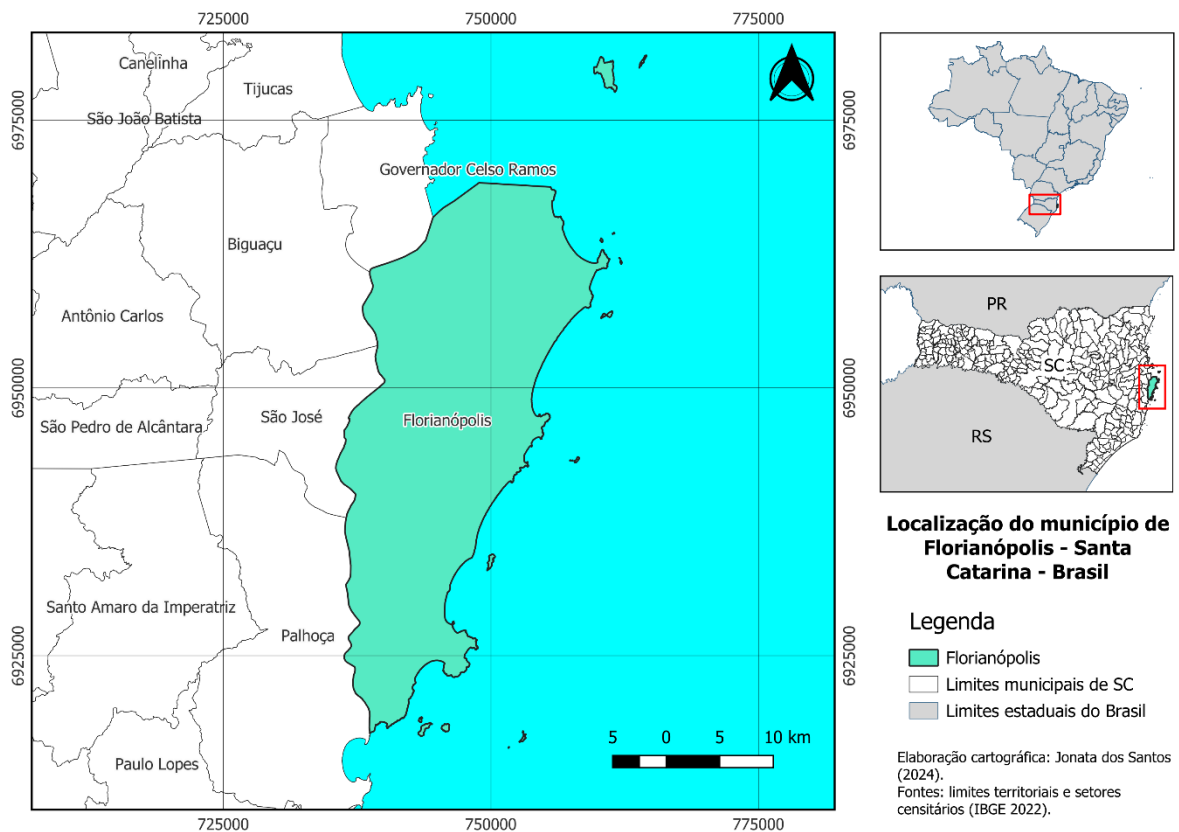 725000
750000
775000
Canelinha
Tijucas
São João Batista
Governador Celso Ramos
Biguaçu
Antônio Carlos
São José
Florianópolis
São Pedro de Alcântara
Santo Amaro da Imperatriz
Palhoça
Paulo Lopes
6975000
6950000
6925000
6975000
6950000
6925000
5 0 5 10 km
725000
750000
775000
PR
SC
RS
Localização do município de
Florianópolis - Santa
Catarina - Brasil
Legenda
Florianópolis
Limites municipais de SC
Limites estaduais do Brasil
Elaboração cartográfica: Jonata dos Santos
(2024).
Fontes: limites territoriais e setores
censitários (IBGE 2022).